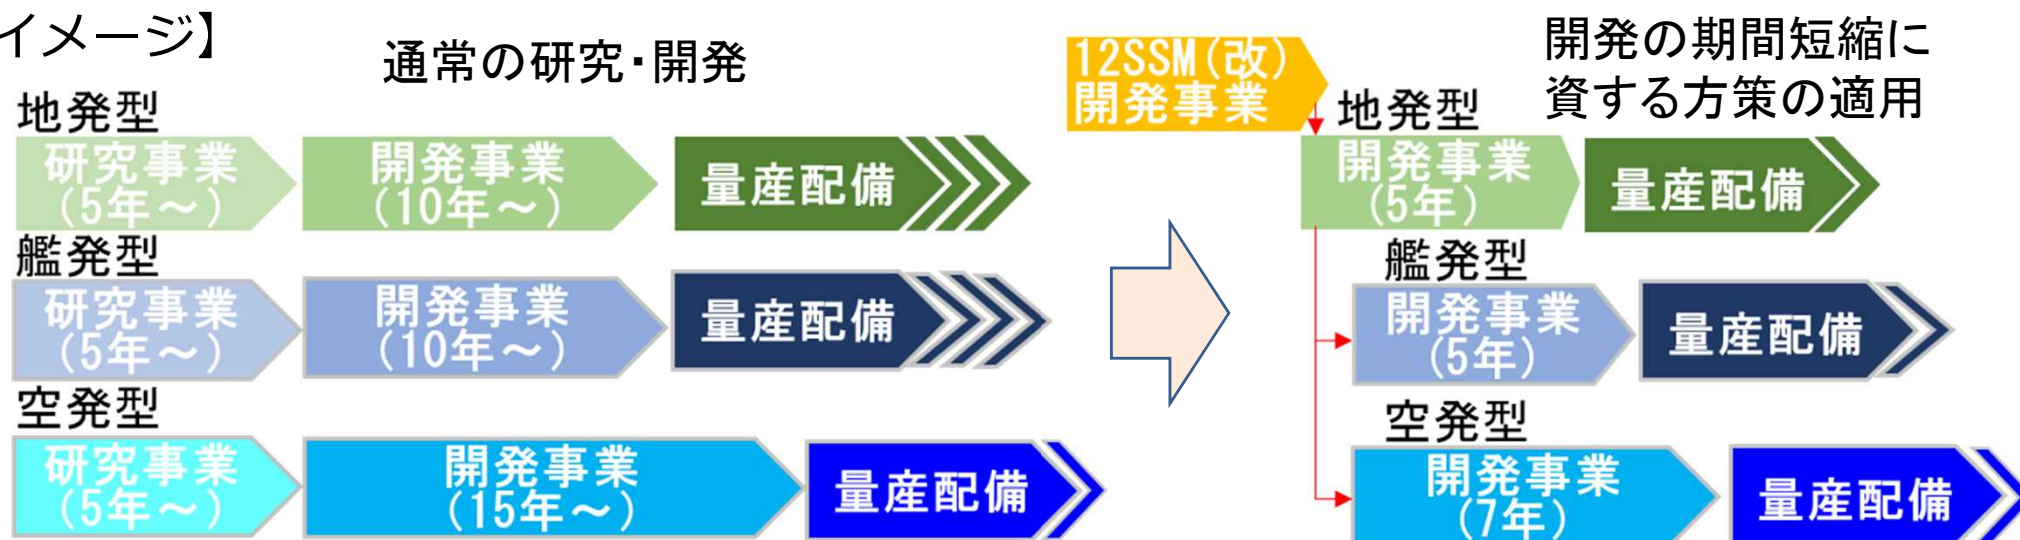 イメージ】
通常の研究・開発
地発型
研究事業
(5年～)
開発事業
(10年～)
量産配備
艦発型
研究事業
(5年～)
開発事業
(10年～)
量産配備
空発型
研究事業
(5年～)
開発事業
(15年～)
量産配備
12SSM(改)
開発事業
開発の期間短縮に
資する方策の適用
地発型
開発事業
(5年)
量産配備
艦発型
開発事業
(5年)
量産配備
空発型
開発事業
(7年)
量産配備